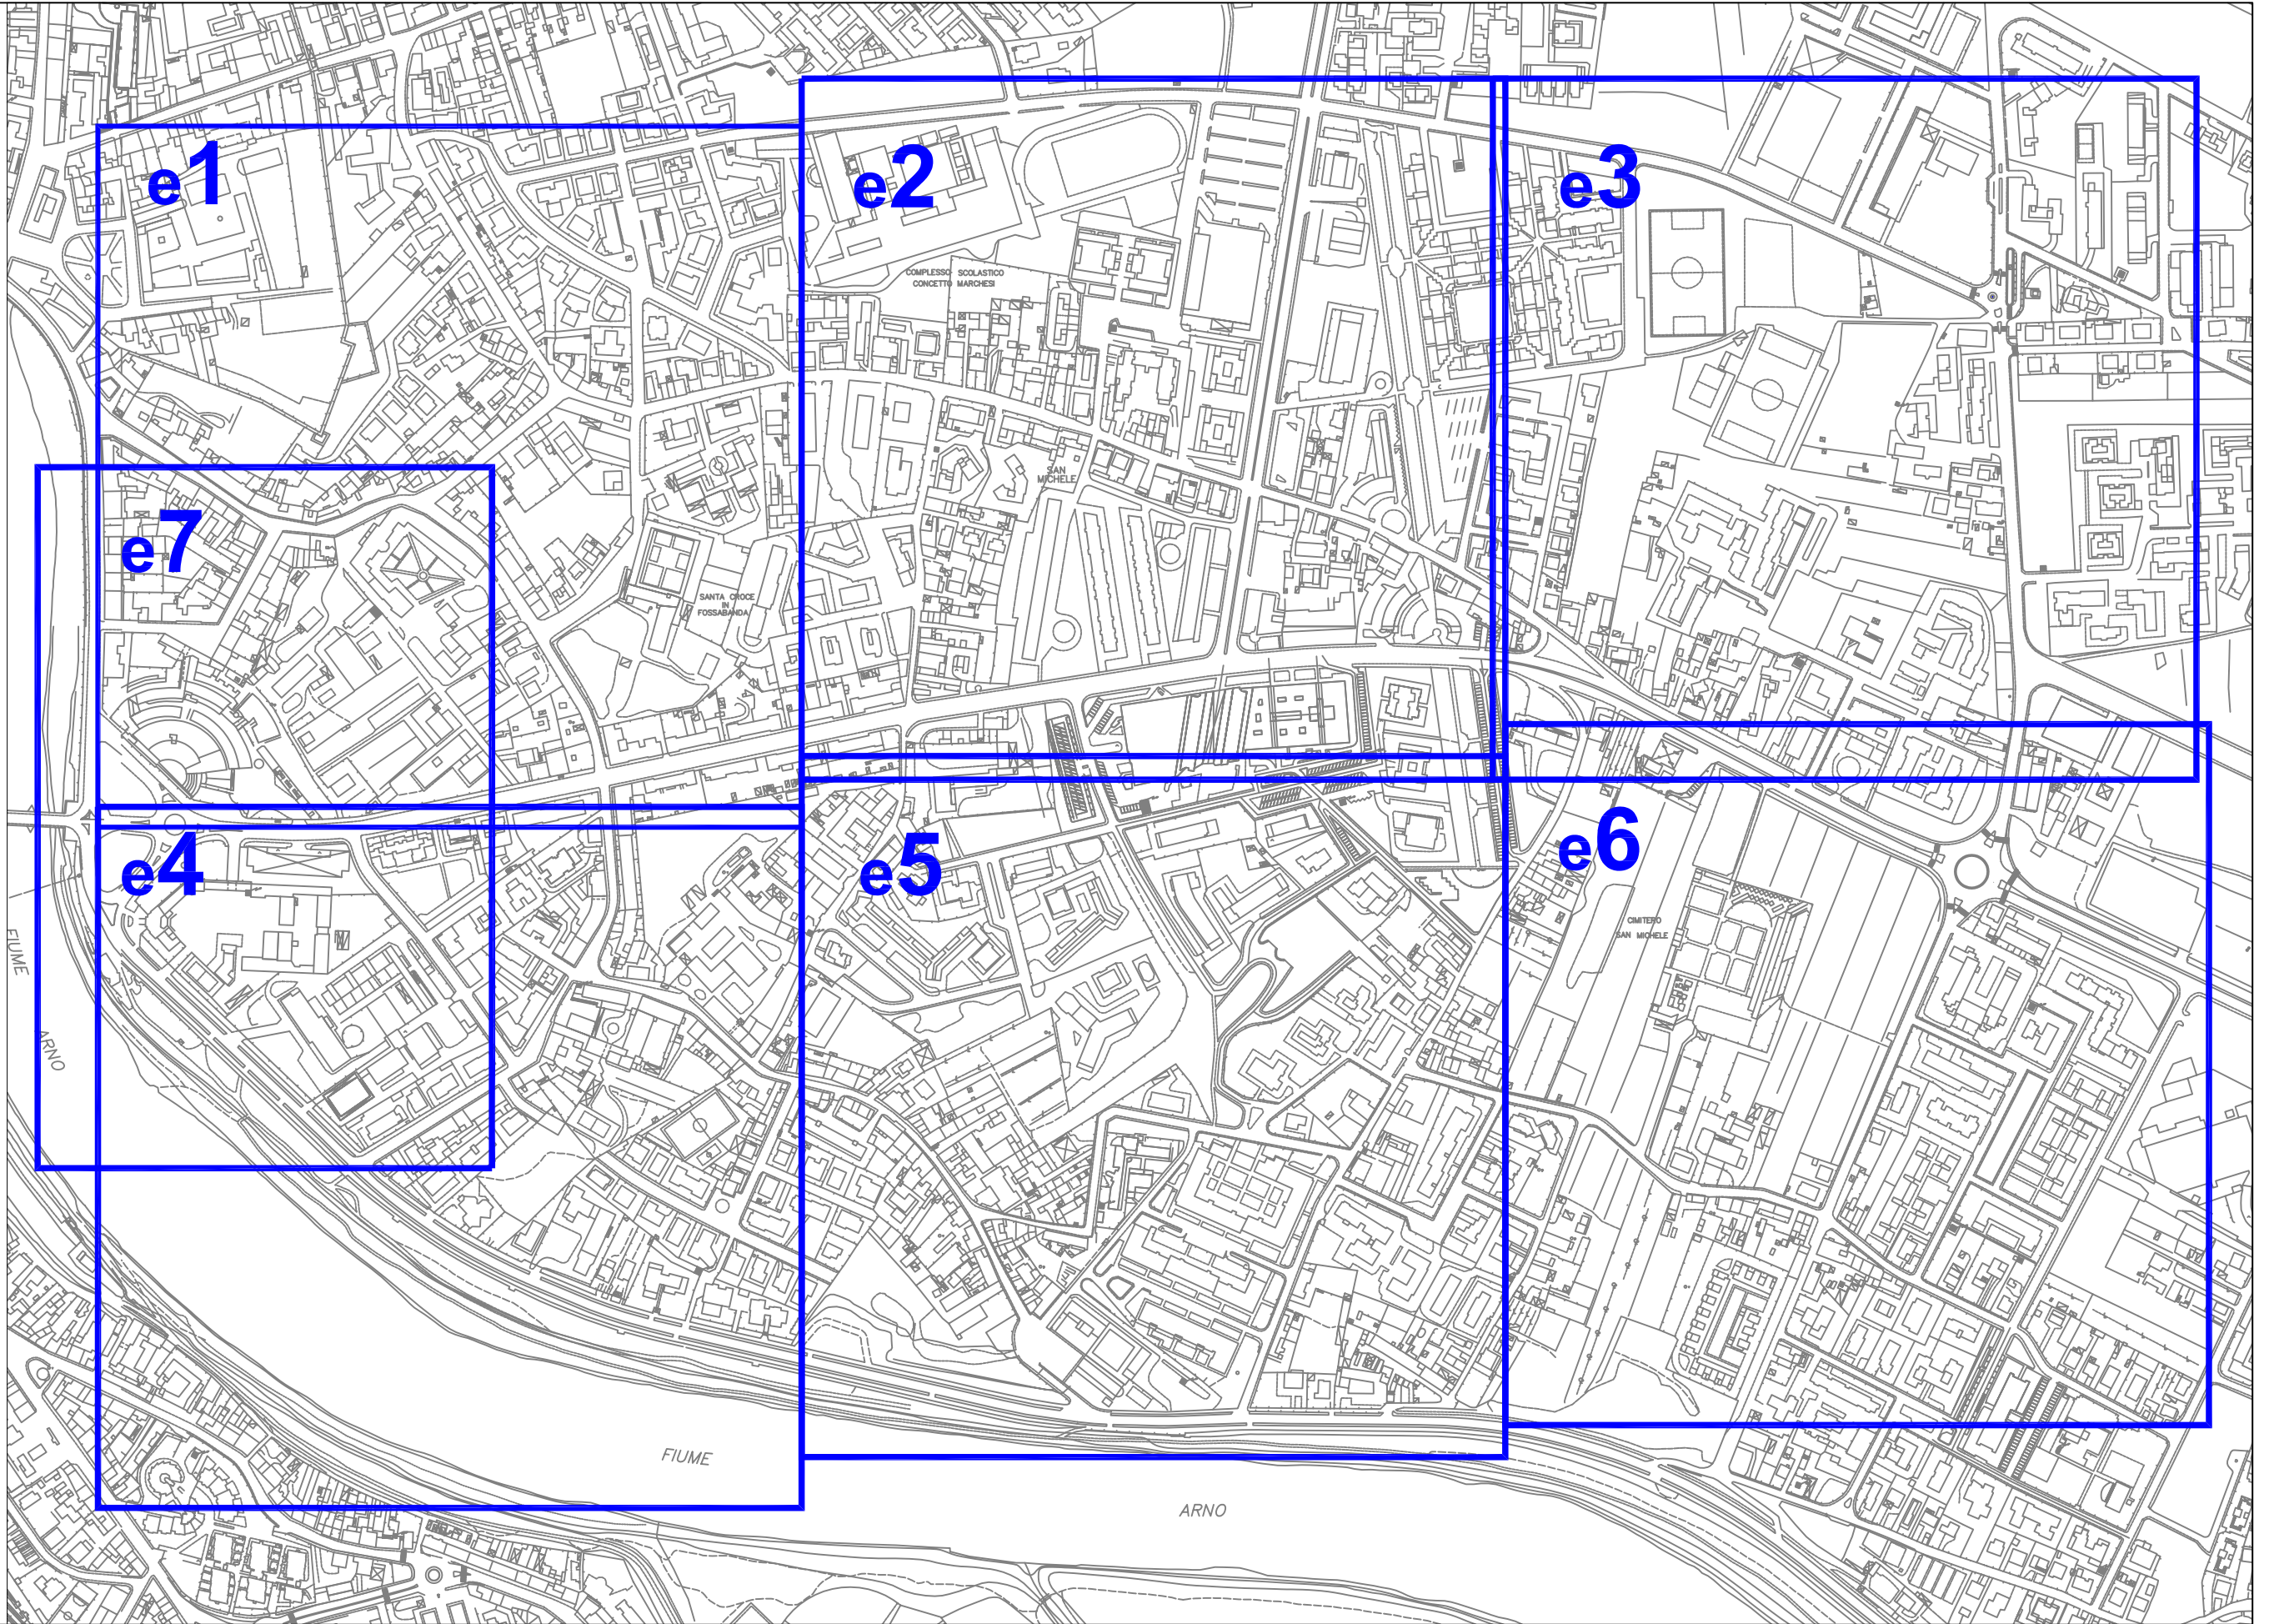 e1
e2
e3
COMPLESSO SCOLASTICO
CONCETTO MARCHESI
SAN
MICHELE
e7
SANTA CROCE
IN
FOSSABANDA
e4
e5
e6
CIMITERO
SAN MICHELE
FIUME
ARNO
FIUME
ARNO